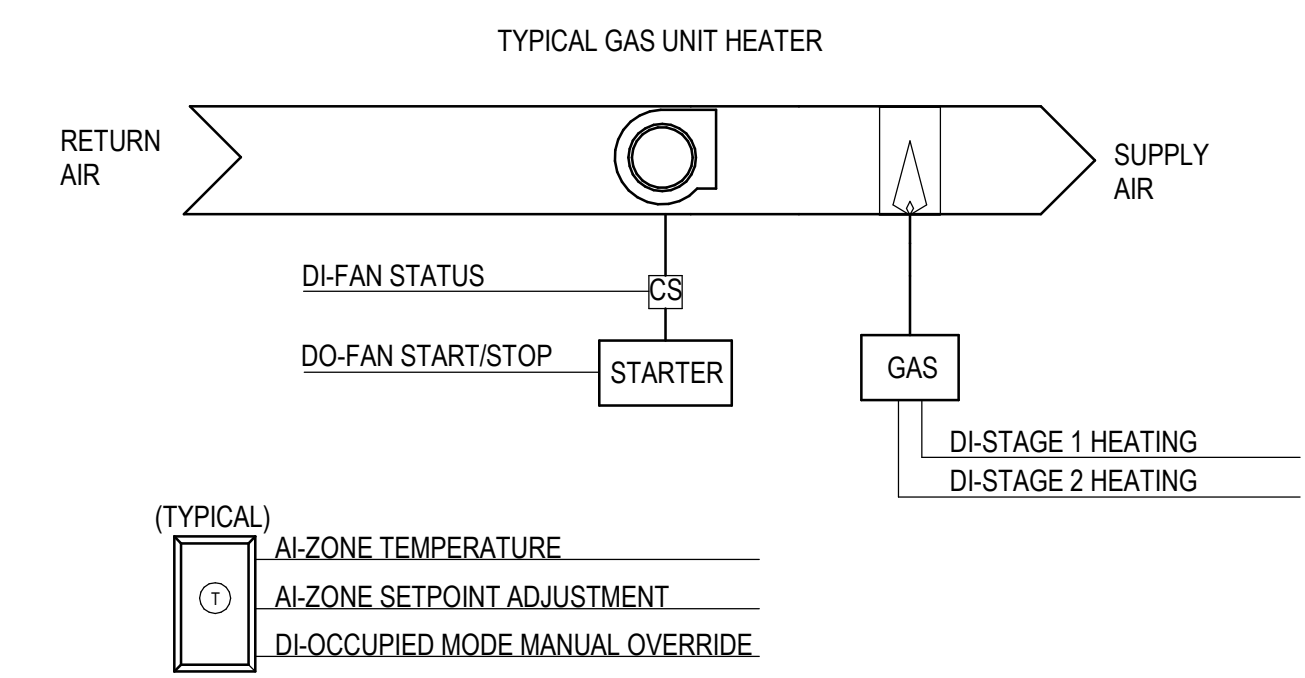 TYPICAL GAS UNIT HEATER
RETURN
AIR
SUPPLY
AIR
DI-FAN STATUS
CS
DO-FAN START/STOP
STARTER
GAS
DI-STAGE 1 HEATING
DI-STAGE 2 HEATING
(TYPICAL)
AI-ZONE TEMPERATURE
T
AI-ZONE SETPOINT ADJUSTMENT
DI-OCCUPIED MODE MANUAL OVERRIDE